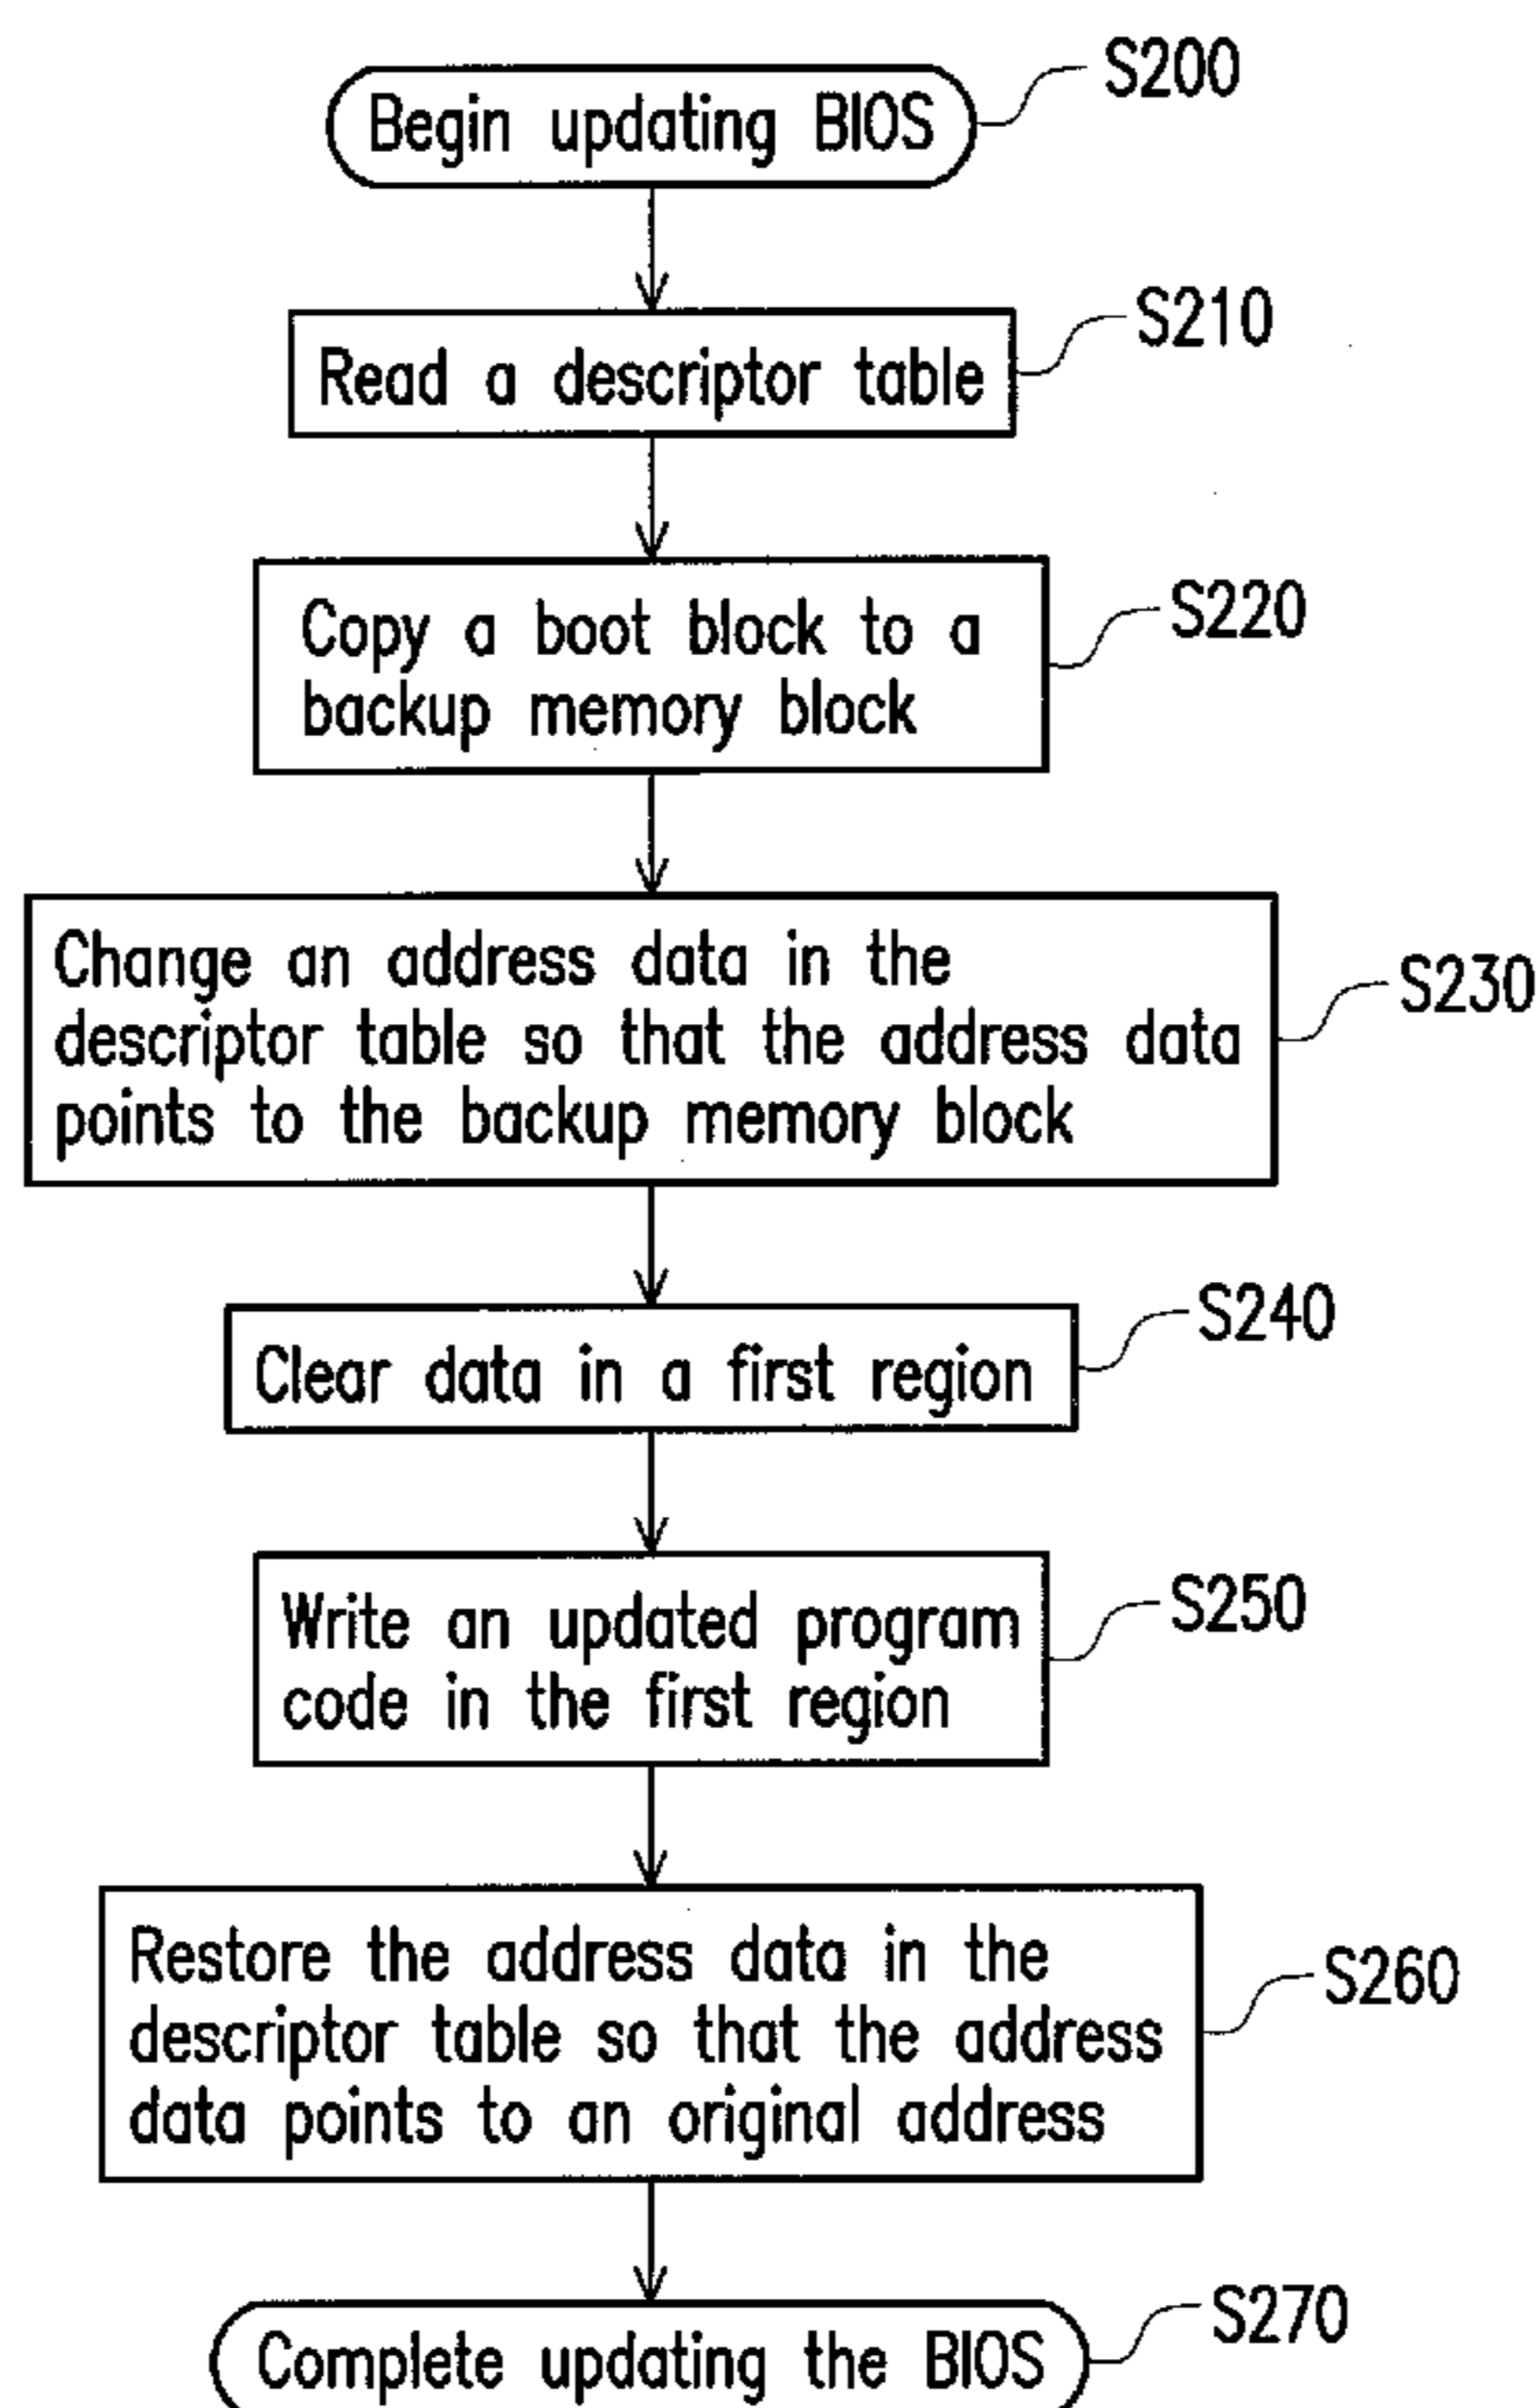 S200
Begin updating BIOS
S210
Read a descriptor table
S220
Copy a boot block to a
backup memory block
S230
Change an address data in the
descriptor table so that the address data
points to the backup memory block
S240
Clear data in a first region
S250
Write an updated program
code in the first region
S260
Restore the address data in the
descriptor table so that the address
data points to an original address
S270
Complete updating the BIOS